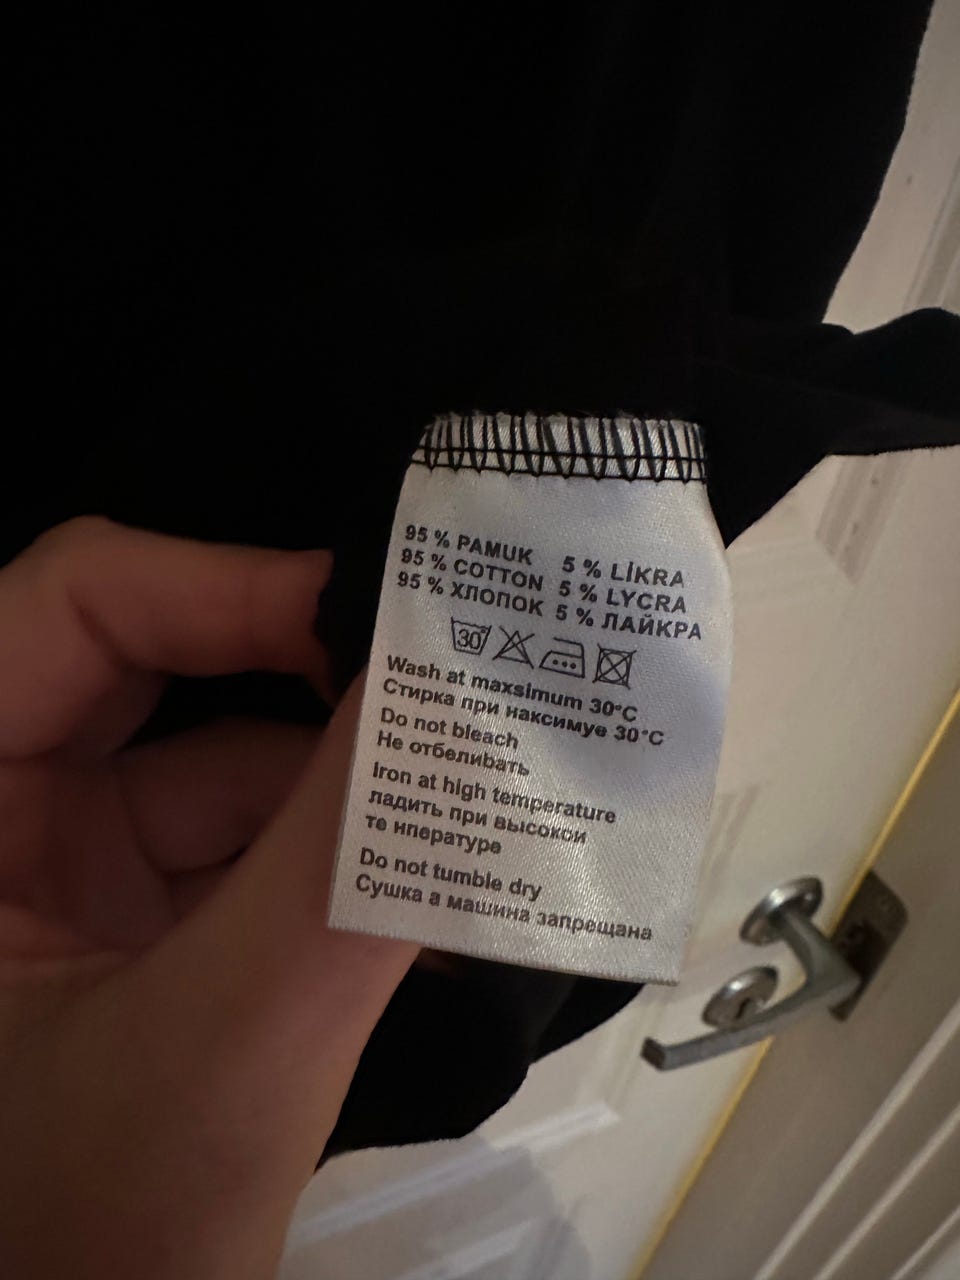 95 % PAMUK 5 % LİKRA
95 % COTTON 5 % LYCRA
95 % ХЛОПОК 5 % ЛАЙКРА
30
Wash at maxsimum 30°C
Стирка при наксимуе 30°C
Do not bleach
Не отбелиbать
Iron at high temperature
ладить при высокои
те нпературе
Do not tumble dry
Сушка а машина запрещана